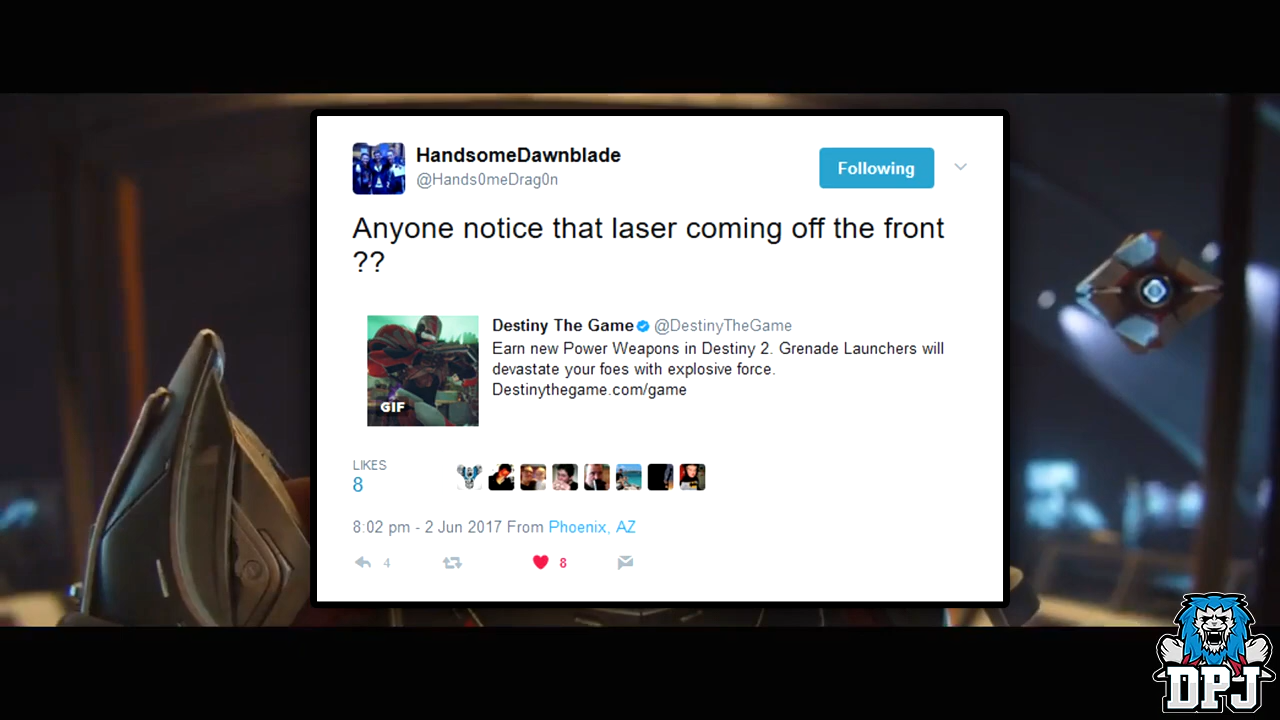 HandsomeDawnblade
@Hands0meDrag0n
Following
Anyone notice that laser coming off the front
??
Destiny The Game @DestinyTheGame
Earn new Power Weapons in Destiny 2. Grenade Launchers will
devastate your foes with explosive force.
Destinythegame.com/game
GIF
LIKES
8
8:02 pm - 2 Jun 2017 From Phoenix, AZ
4
8
DPJ